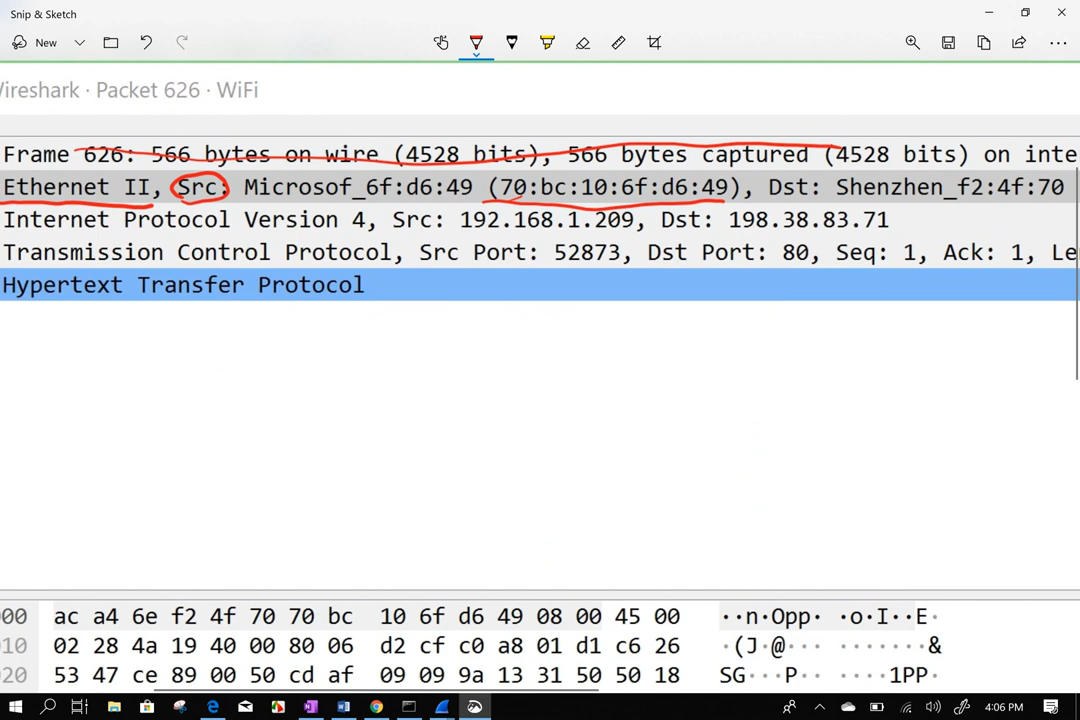 Snip & Sketch
New
Wireshark · Packet 626 · WiFi
Frame 626: 566 bytes on wire (4528 bits), 566 bytes captured (4528 bits) on inte
Ethernet II, Src: Microsof_6f:d6:49 (70:bc:10:6f:d6:49), Dst: Shenzhen_f2:4f:70
Internet Protocol Version 4, Src: 192.168.1.209, Dst: 198.38.83.71
Transmission Control Protocol, Src Port: 52873, Dst Port: 80, Seq: 1, Ack: 1, Le
Hypertext Transfer Protocol
000 ac a4 6e f2 4f 70 70 bc 10 6f d6 49 08 00 45 00 ··n·Opp· ·o·I··E·
010 02 28 4a 19 40 00 80 06 d2 cf c0 a8 01 d1 c6 26 ·(J·@··· ·······&
020 53 47 ce 89 00 50 cd af 09 09 9a 13 31 50 50 18 SG···P·· ····1PP·
4:06 PM